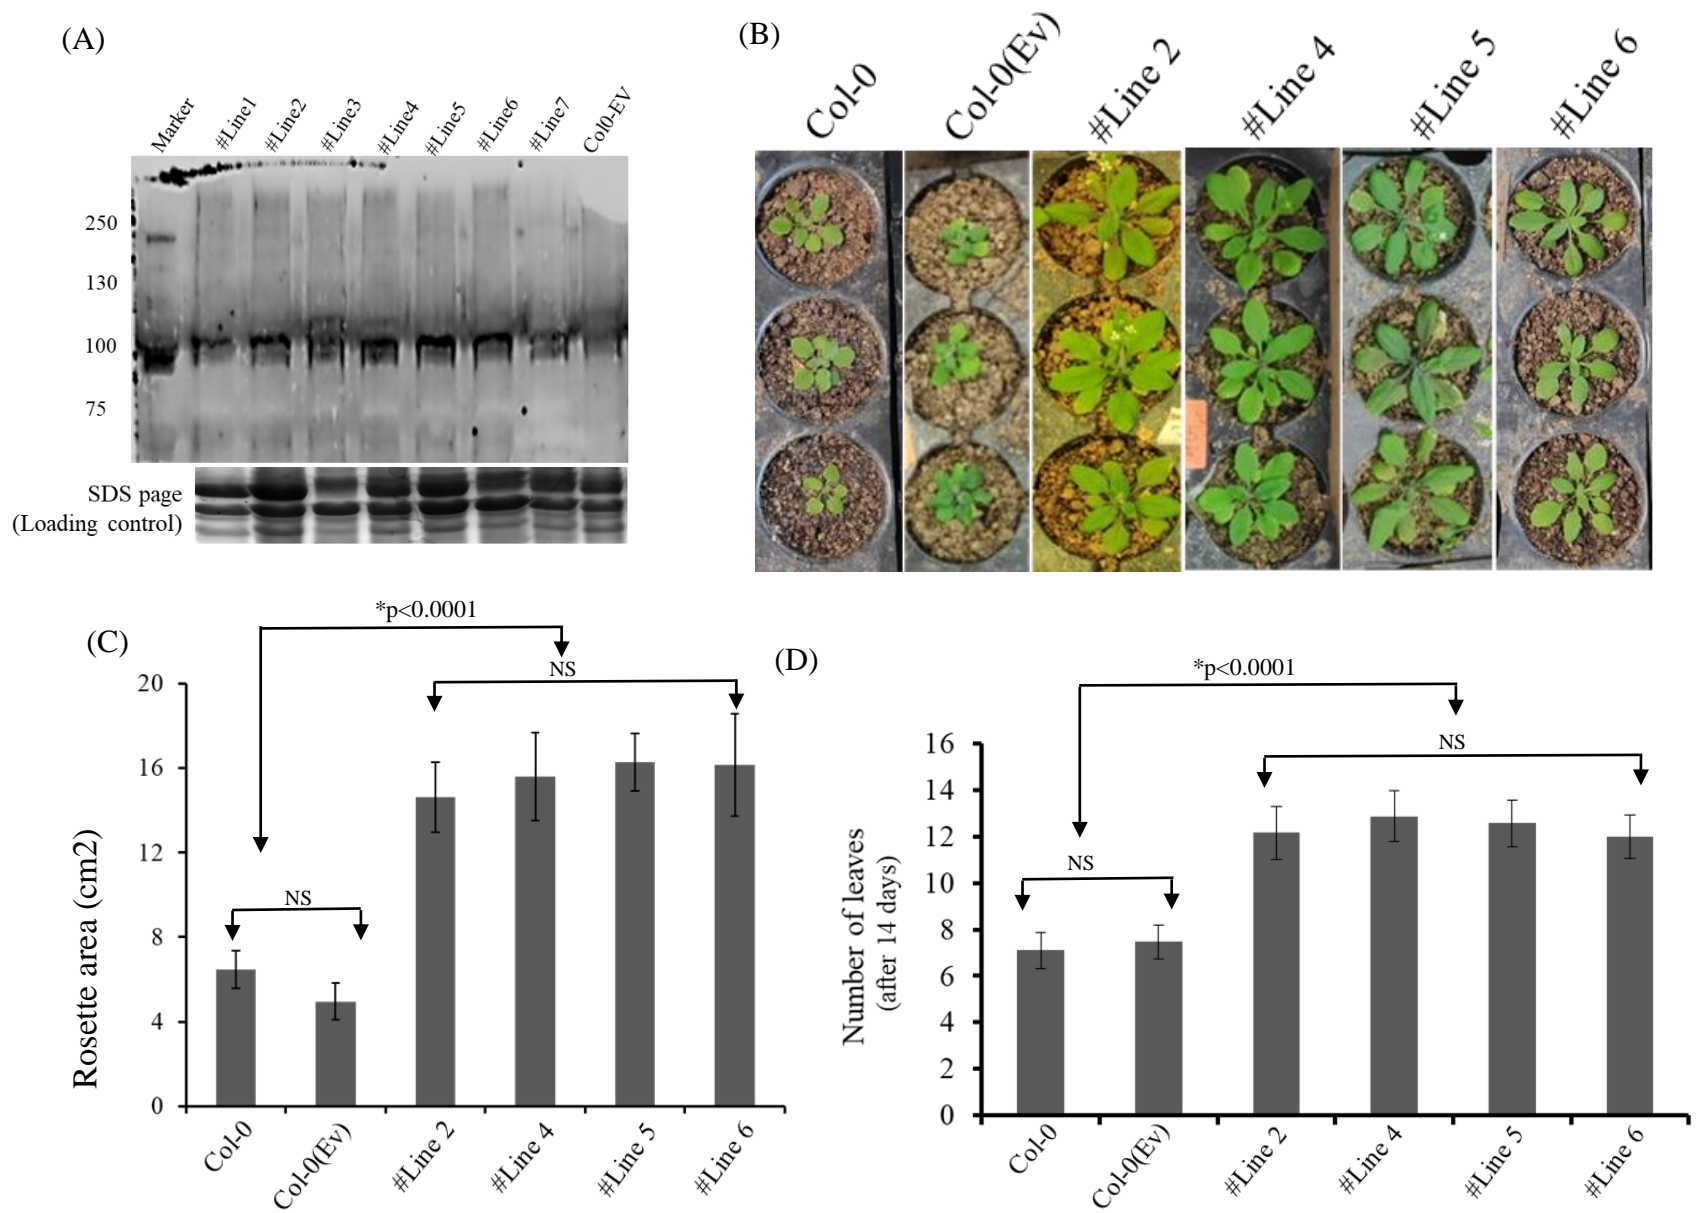 (A)
Marker
#Line1
#Line2
#Line3
#Line4
#Line5
#Line6
#Line7
Col0-EV
250
130
100
75
SDS page
(Loading control)
(B)
Col-0
Col-0(Ev)
#Line 2
#Line 4
#Line 5
#Line 6
(C)
*p<0.0001
NS
NS
20
16
12
8
4
0
Rosette area (cm2)
Col-0
Col-0(Ev)
#Line 2
#Line 4
#Line 5
#Line 6
(D)
*p<0.0001
NS
NS
16
14
12
10
8
6
4
2
0
Number of leaves
(after 14 days)
Col-0
Col-0(Ev)
#Line 2
#Line 4
#Line 5
#Line 6